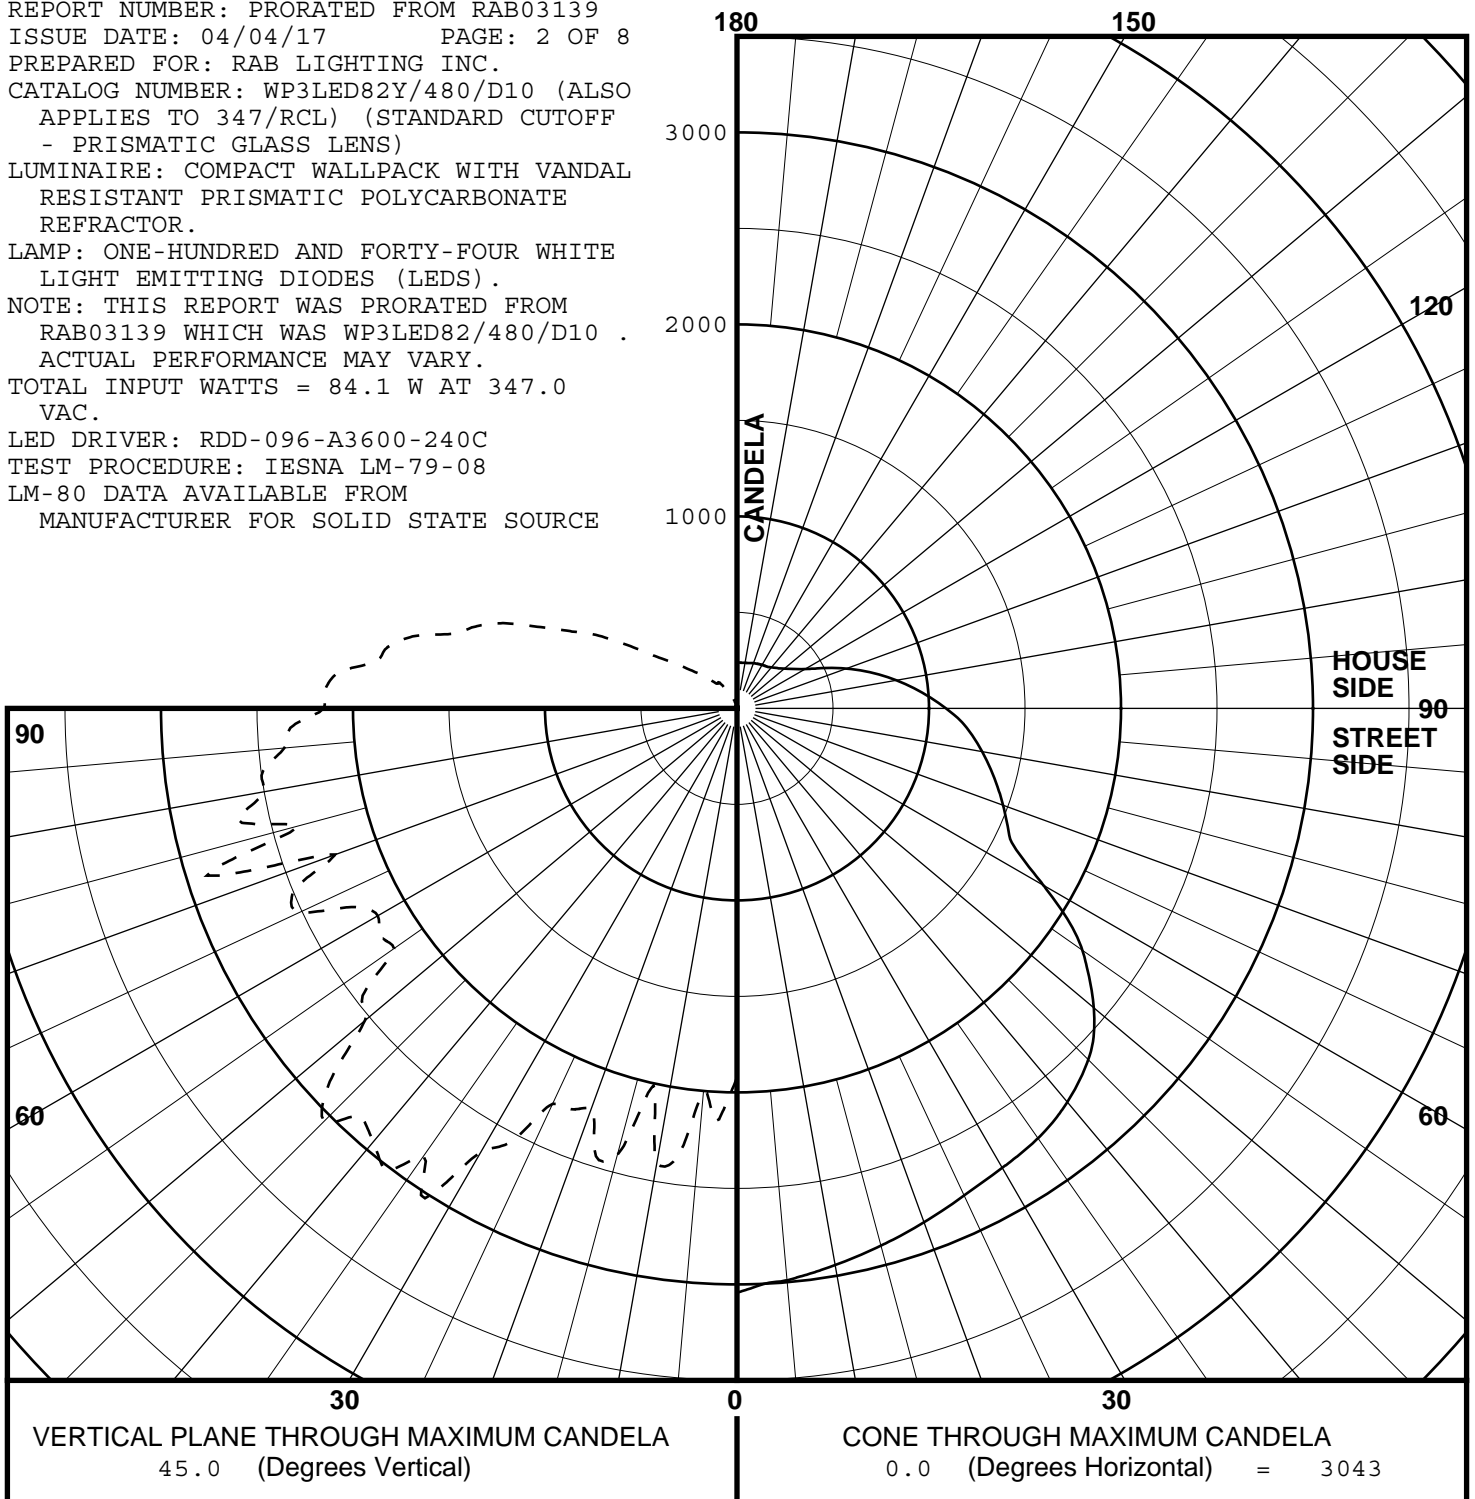 REPORT NUMBER: PRORATED FROM RAB03139
ISSUE DATE: 04/04/17 PAGE: 2 OF 8
PREPARED FOR: RAB LIGHTING INC.
CATALOG NUMBER: WP3LED82Y/480/D10 (ALSO
APPLIES TO 347/RCL) (STANDARD CUTOFF
- PRISMATIC GLASS LENS)
LUMINAIRE: COMPACT WALLPACK WITH VANDAL
RESISTANT PRISMATIC POLYCARBONATE
REFRACTOR.
LAMP: ONE-HUNDRED AND FORTY-FOUR WHITE
LIGHT EMITTING DIODES (LEDS).
NOTE: THIS REPORT WAS PRORATED FROM
RAB03139 WHICH WAS WP3LED82/480/D10 .
ACTUAL PERFORMANCE MAY VARY.
TOTAL INPUT WATTS = 84.1 W AT 347.0
VAC.
LED DRIVER: RDD-096-A3600-240C
TEST PROCEDURE: IESNA LM-79-08
LM-80 DATA AVAILABLE FROM
MANUFACTURER FOR SOLID STATE SOURCE
180
150
3000
120
2000
CANDELA
1000
HOUSE
SIDE
90
90
STREET
SIDE
60
60
30
0
30
VERTICAL PLANE THROUGH MAXIMUM CANDELA
45.0 (Degrees Vertical)
CONE THROUGH MAXIMUM CANDELA
0.0 (Degrees Horizontal) = 3043